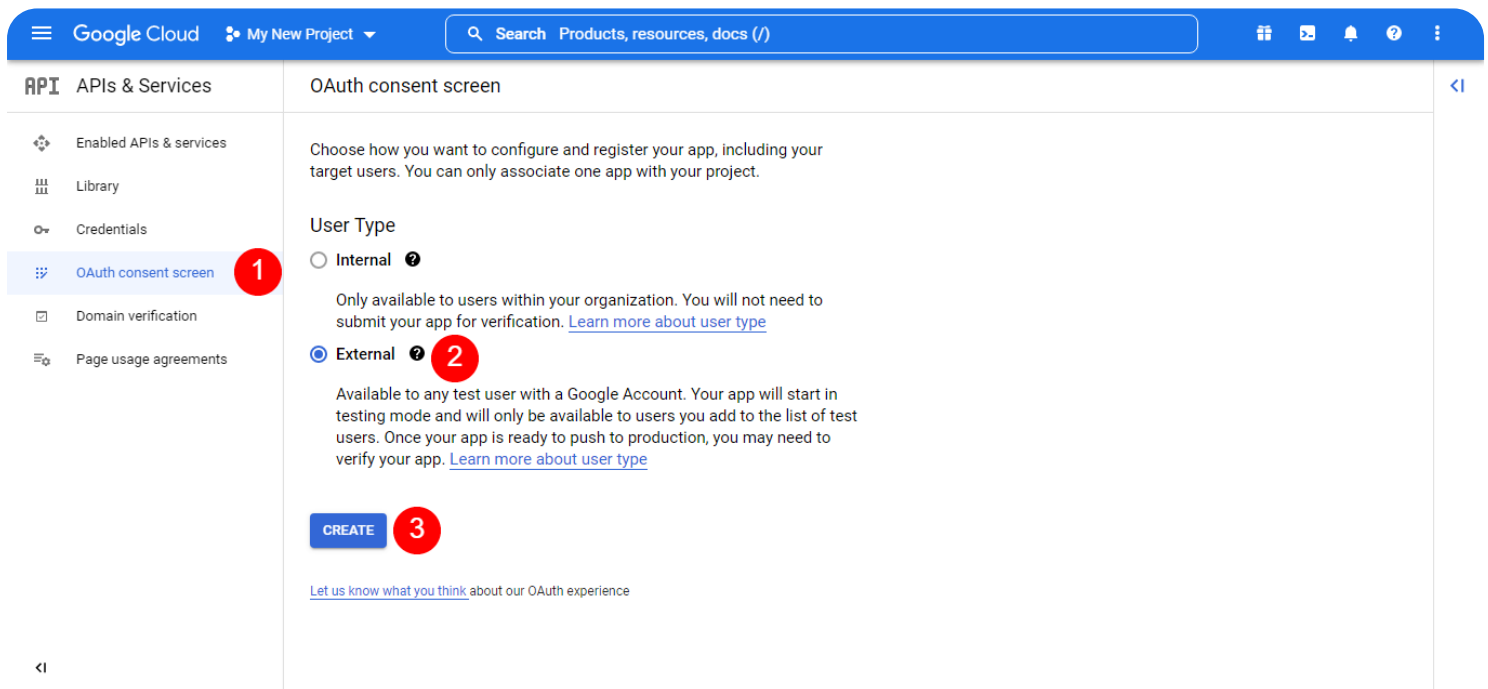 Google Cloud My New Project Search Products, resources, docs (/)
API APIs & Services
OAuth consent screen
Enabled APIs & services
Library
Credentials
OAuth consent screen 1
Domain verification
Page usage agreements
Choose how you want to configure and register your app, including your
target users. You can only associate one app with your project.
User Type
Internal
Only available to users within your organization. You will not need to
submit your app for verification. Learn more about user type
External 2
Available to any test user with a Google Account. Your app will start in
testing mode and will only be available to users you add to the list of test
users. Once your app is ready to push to production, you may need to
verify your app. Learn more about user type
CREATE 3
Let us know what you think about our OAuth experience